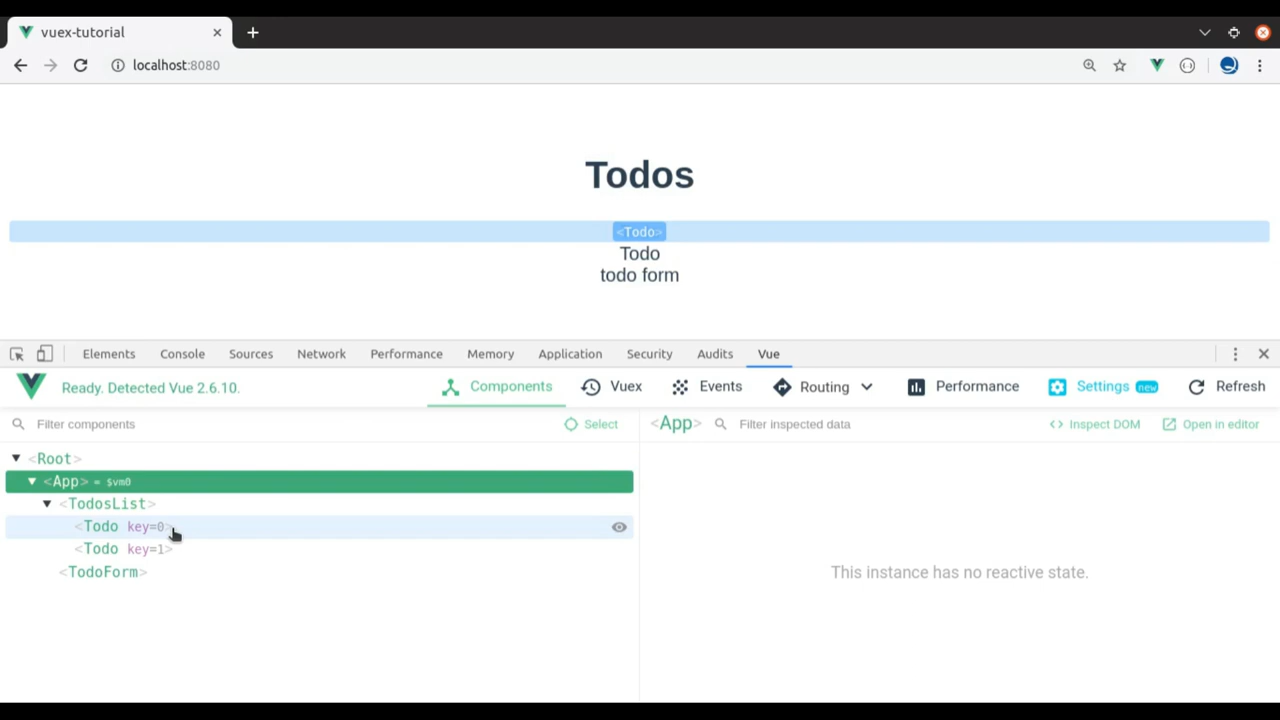 vuex-tutorial
localhost:8080
Todos
<Todo>
Todo
todo form
Elements Console Sources Network Performance Memory Application Security Audits Vue
Ready. Detected Vue 2.6.10. Components Vuex Events Routing Performance Settings new Refresh
Filter components Select <App> Filter inspected data <> Inspect DOM Open in editor
<Root>
<App> = $vm0
<TodosList>
<Todo key=0>
<Todo key=1>
<TodoForm>
This instance has no reactive state.